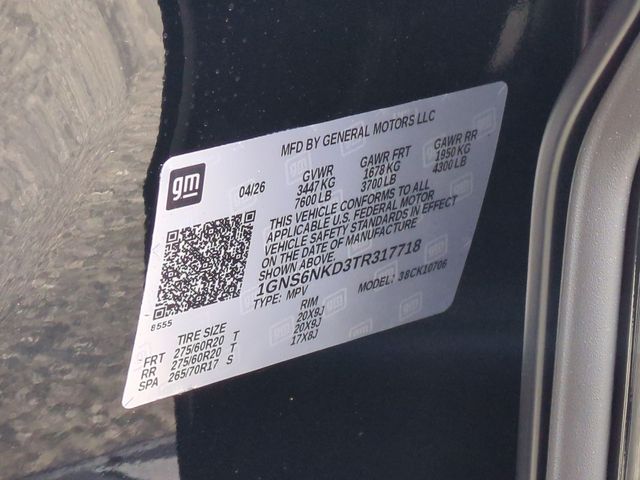 MFD BY GENERAL MOTORS LLC
gm
04/26
GVWR
3447 KG
7600 LB
GAWR FRT
1678 KG
3700 LB
GAWR RR
1950 KG
4300 LB
THIS VEHICLE CONFORMS TO ALL
APPLICABLE U.S. FEDERAL MOTOR
VEHICLE SAFETY STANDARDS IN EFFECT
ON THE DATE OF MANUFACTURE
SHOWN ABOVE.
1GNS6NKD3TR317718
TYPE: MPV
MODEL: 38CK10706
8555
TIRE SIZE RIM
FRT 275/60R20 T 20X9J
RR 275/60R20 T 20X9J
SPA 265/70R17 S 17X8J